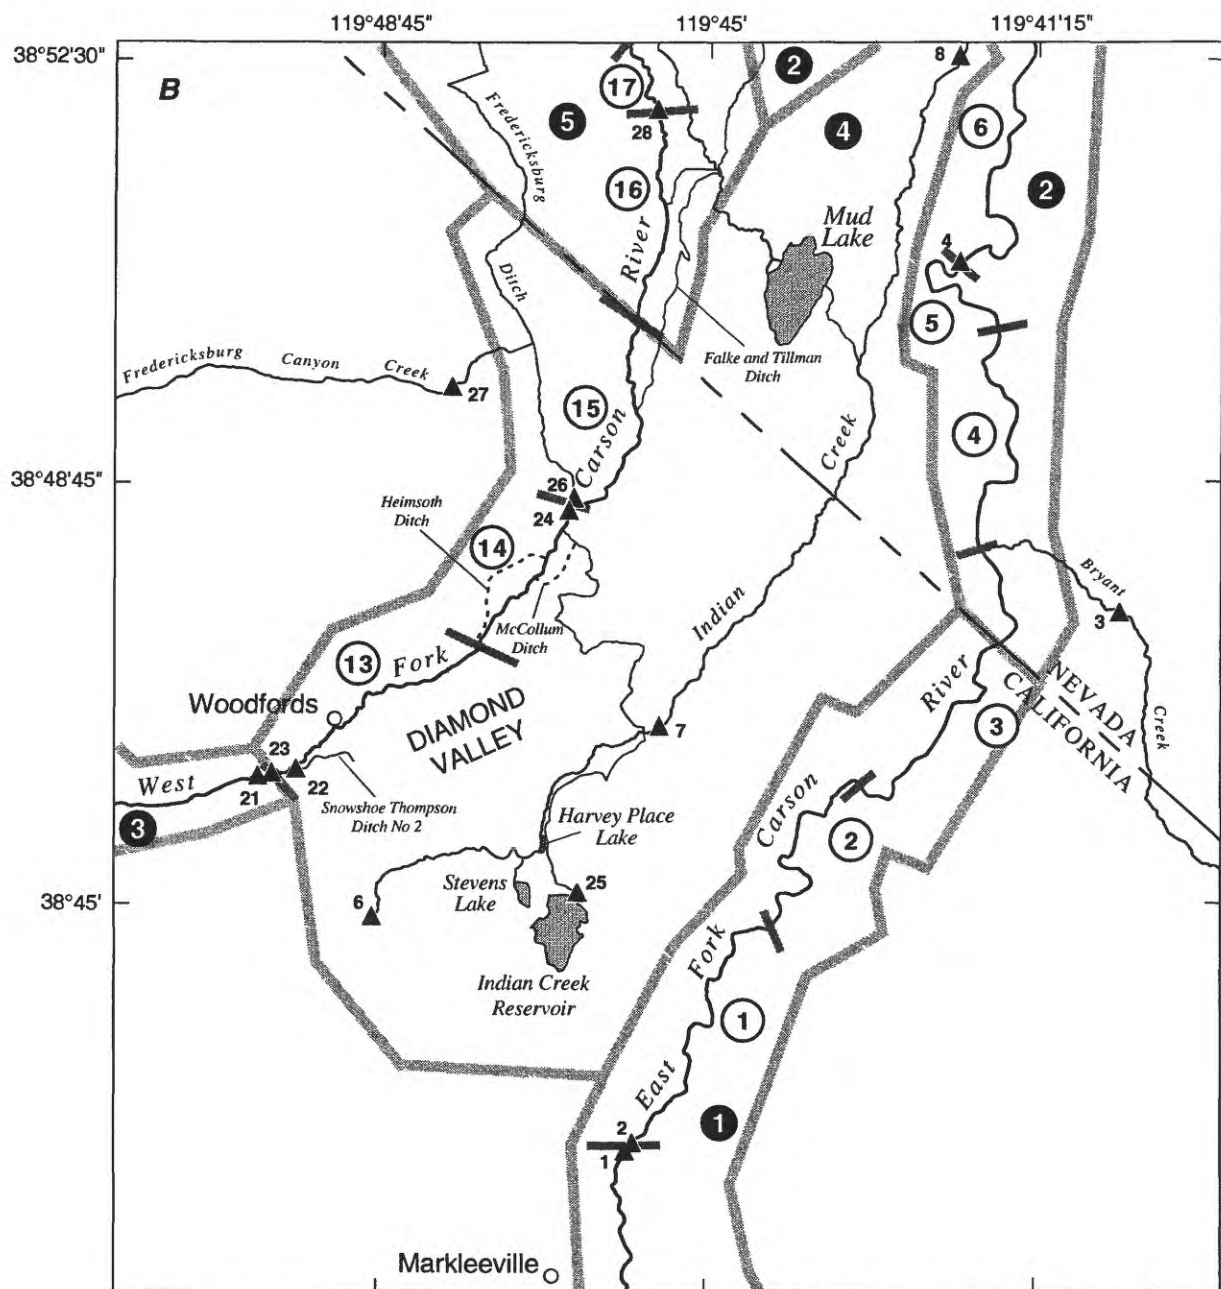 119°48'45" 119°45' 119°41'15"
38°52'30"
B
17
5
28
16
2
4
8
6
2
Fredericksburg
Ditch
River
Mud
Lake
4
5
Falke and Tillman
Ditch
Fredericksburg Canyon Creek
27
15
Carson
4
Creek
38°48'45"
26
24
Heimsoth
Ditch
14
McCollum
Ditch
Indian
Bryant
3
Creek
13
Fork
Woodfords
DIAMOND
VALLEY
River
NEVADA
CALIFORNIA
3
7
23
West
21
22
Snowshoe Thompson
Ditch No 2
3
Harvey Place
Lake
Carson
2
Stevens
Lake
25
6
38°45'
Indian Creek
Reservoir
Fork
1
East
1
2
1
Markleeville